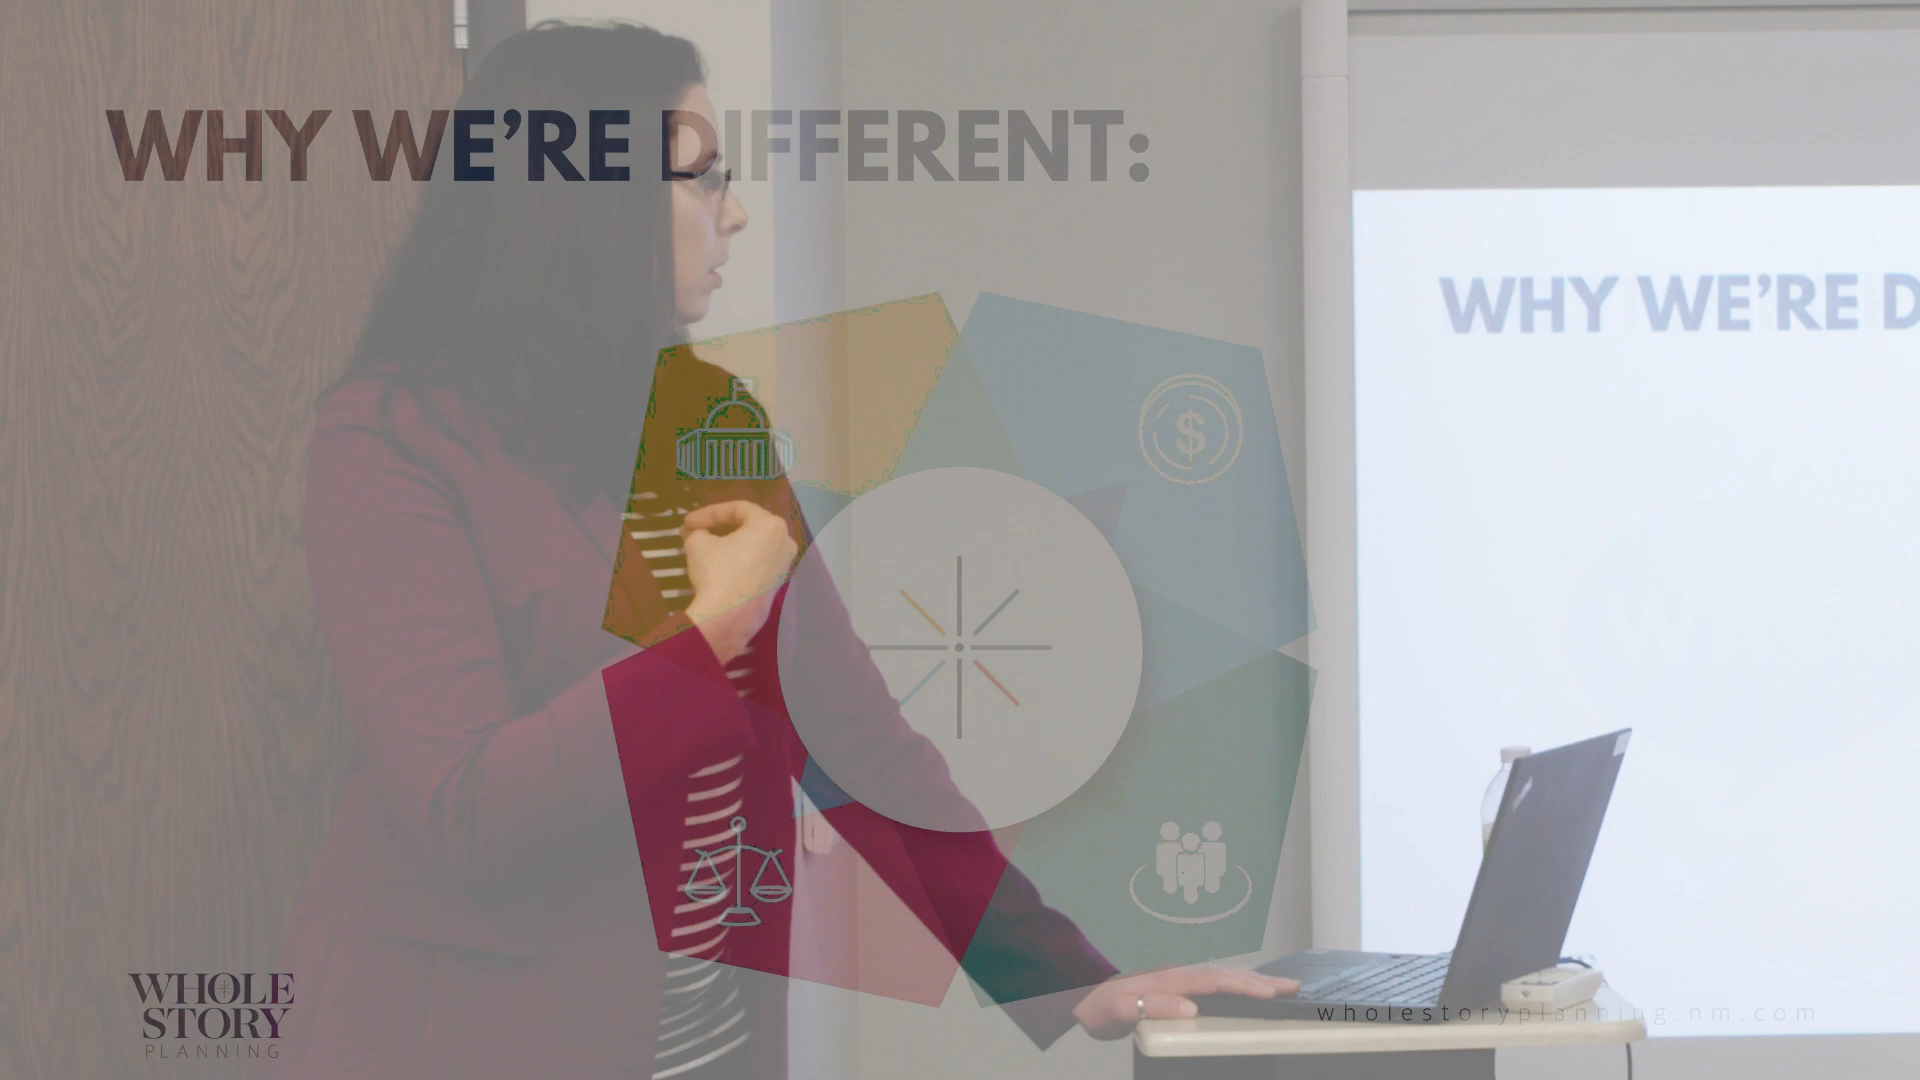 WHY WE'RE DIFFERENT:
WHY WE'RE D
$
WHOLE
STORY
PLANNING
wholestoryplanning.nm.com